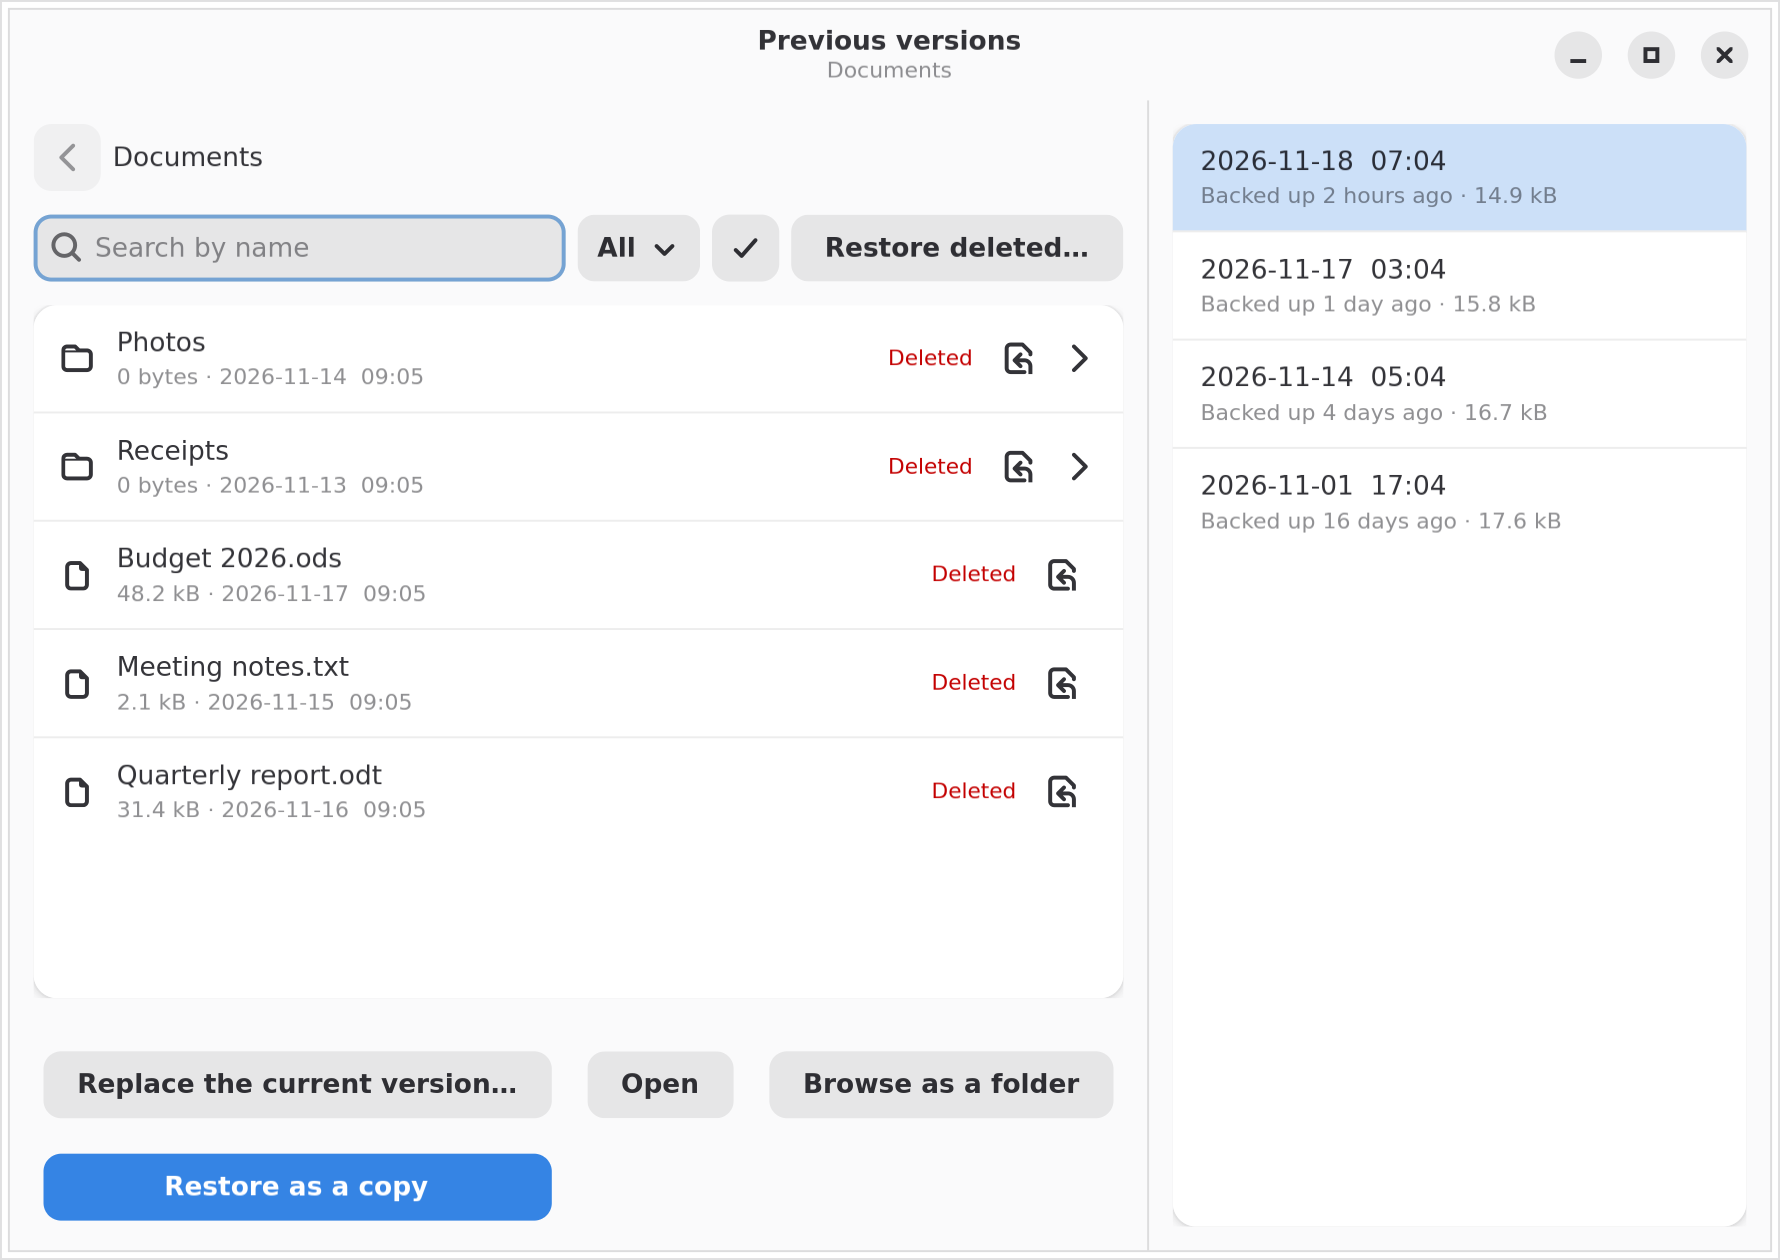 Previous versions
Documents
Documents
Search by name
All
Restore deleted...
Photos
0 bytes · 2026-11-14  09:05
Deleted
Receipts
0 bytes · 2026-11-13  09:05
Deleted
Budget 2026.ods
48.2 kB · 2026-11-17  09:05
Deleted
Meeting notes.txt
2.1 kB · 2026-11-15  09:05
Deleted
Quarterly report.odt
31.4 kB · 2026-11-16  09:05
Deleted
Replace the current version...
Open
Browse as a folder
Restore as a copy
2026-11-18  07:04
Backed up 2 hours ago · 14.9 kB
2026-11-17  03:04
Backed up 1 day ago · 15.8 kB
2026-11-14  05:04
Backed up 4 days ago · 16.7 kB
2026-11-01  17:04
Backed up 16 days ago · 17.6 kB